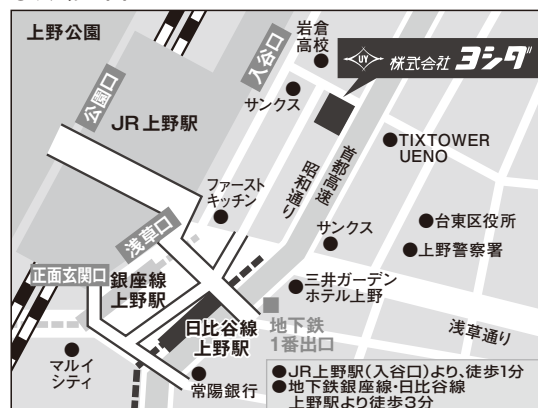 上野公園
岩倉
高校
入谷口
UV 株式会社 ヨシダ
公園口
サンクス
JR上野駅
TIXTOWER
UENO
首都高速
昭和通り
ファースト
キッチン
浅草口
サンクス
台東区役所
上野警察署
正面玄関口
銀座線
上野駅
三井ガーデン
ホテル上野
日比谷線
上野駅
地下鉄
1番出口
浅草通り
マルイ
シティ
常陽銀行
●JR上野駅(入谷口)より、徒歩1分
●地下鉄銀座線・日比谷線
上野駅より徒歩3分